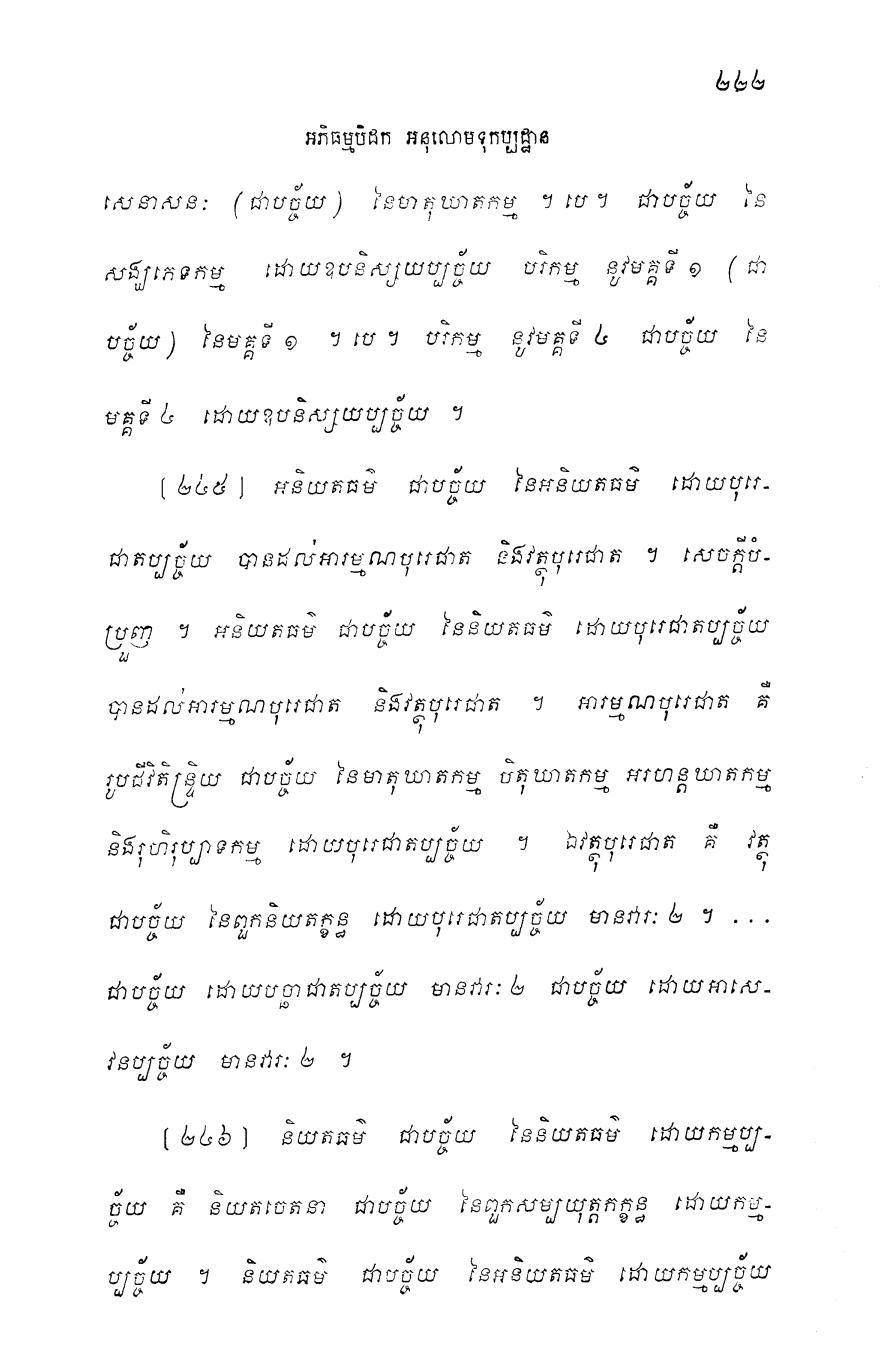 ២២២
អភិធម្មបិដក អនុលោមទុកប្បដ្ឋាន
សេនាសនៈ (ជាបច្ច័យ) នៃមាតុឃាតកម្ម ។ បេ ។ ជាបច្ច័យ នៃ
សង្ឃភេទកម្ម ដោយឧបនិស្សយប្បច្ច័យ បរិកម្ម នូវមគ្គទី ១ (ជា
បច្ច័យ) នៃមគ្គទី ១ ។ បេ ។ បរិកម្ម នូវមគ្គទី ៤ ជាបច្ច័យ នៃ
មគ្គទី ៤ ដោយឧបនិស្សយប្បច្ច័យ ។
[២៤៥] អនិយតធម៌ ជាបច្ច័យ នៃអនិយតធម៌ ដោយបុរេ-
ជាតប្បច្ច័យ បានដល់អារម្មណបុរេជាត និងវត្ថុបុរេជាត ។ សេចក្តីបំ-
ប្រួញ ។ អនិយតធម៌ ជាបច្ច័យ នៃនិយតធម៌ ដោយបុរេជាតប្បច្ច័យ
បានដល់អារម្មណបុរេជាត និងវត្ថុបុរេជាត ។ អារម្មណបុរេជាត គឺ
រូបជីវិតិន្ទ្រិយ ជាបច្ច័យ នៃមាតុឃាតកម្ម បិតុឃាតកម្ម អរហន្តឃាតកម្ម
និងរុហិរុប្បាទកម្ម ដោយបុរេជាតប្បច្ច័យ ។ ឯវត្ថុបុរេជាត គឺ វត្ថុ
ជាបច្ច័យ នៃពួកនិយតក្ខន្ធ ដោយបុរេជាតប្បច្ច័យ មានវារៈ ២ ។ ...
ជាបច្ច័យ ដោយបច្ឆាជាតប្បច្ច័យ មានវារៈ ២ ជាបច្ច័យ ដោយអាសេ-
វនប្បច្ច័យ មានវារៈ ២ ។
[២៤៦] និយតធម៌ ជាបច្ច័យ នៃនិយតធម៌ ដោយកម្មប្ប-
ច្ច័យ គឺ និយតចេតនា ជាបច្ច័យ នៃពួកសម្បយុត្តកក្ខន្ធ ដោយកម្ម-
ប្បច្ច័យ ។ និយតធម៌ ជាបច្ច័យ នៃអនិយតធម៌ ដោយកម្មប្បច្ច័យ